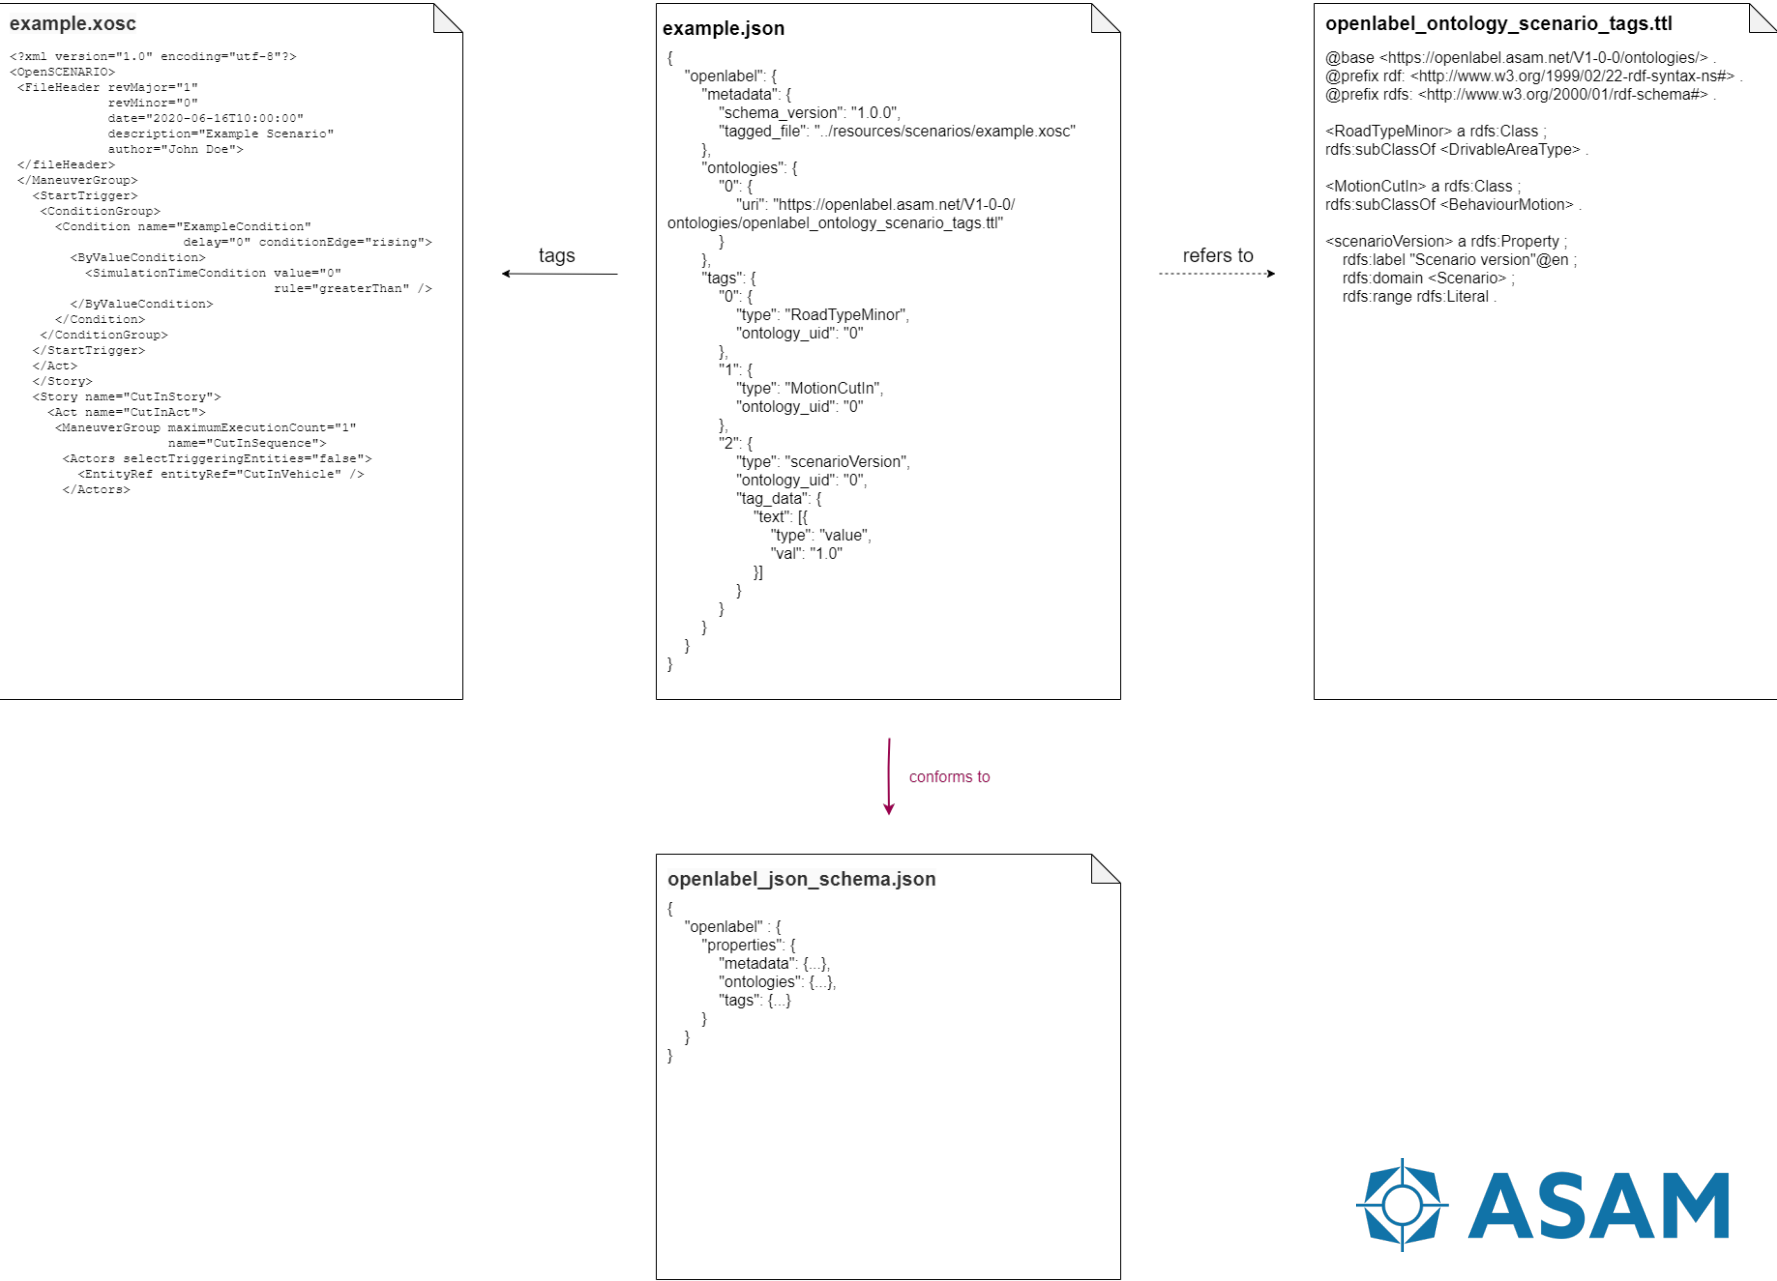 example.xosc
<?xml version="1.0" encoding="utf-8"?>
<OpenSCENARIO>
<FileHeader revMajor="1"
revMinor="0"
date="2020-06-16T10:00:00"
description="Example Scenario"
author="John Doe">
</fileHeader>
</ManeuverGroup>
<StartTrigger>
<ConditionGroup>
<Condition name="ExampleCondition"
delay="0" conditionEdge="rising">
<ByValueCondition>
<SimulationTimeCondition value="0"
rule="greaterThan" />
</ByValueCondition>
</Condition>
</ConditionGroup>
</StartTrigger>
</Act>
</Story>
<Story name="CutInStory">
<Act name="CutInAct">
<ManeuverGroup maximumExecutionCount="1"
name="CutInSequence">
<Actors selectTriggeringEntities="false">
<EntityRef entityRef="CutInVehicle" />
</Actors>
tags
example.json
{
"openlabel": {
"metadata": {
"schema_version": "1.0.0",
"tagged_file": "../resources/scenarios/example.xosc"
},
"ontologies": {
"0": {
"uri": "https://openlabel.asam.net/V1-0-0/
ontologies/openlabel_ontology_scenario_tags.ttl"
}
},
"tags": {
"0": {
"type": "RoadTypeMinor",
"ontology_uid": "0"
},
"1": {
"type": "MotionCutIn",
"ontology_uid": "0"
},
"2": {
"type": "scenarioVersion",
"ontology_uid": "0",
"tag_data": {
"text": [{
"type": "value",
"val": "1.0"
}]
}
}
}
}
}
refers to
openlabel_ontology_scenario_tags.ttl
@base <https://openlabel.asam.net/V1-0-0/ontologies/> .
@prefix rdf: <http://www.w3.org/1999/02/22-rdf-syntax-ns#> .
@prefix rdfs: <http://www.w3.org/2000/01/rdf-schema#> .
<RoadTypeMinor> a rdfs:Class ;
rdfs:subClassOf <DrivableAreaType> .
<MotionCutIn> a rdfs:Class ;
rdfs:subClassOf <BehaviourMotion> .
<scenarioVersion> a rdfs:Property ;
rdfs:label "Scenario version"@en ;
rdfs:domain <Scenario> ;
rdfs:range rdfs:Literal .
conforms to
openlabel_json_schema.json
{
"openlabel" : {
"properties": {
"metadata": {...},
"ontologies": {...},
"tags": {...}
}
}
}
ASAM